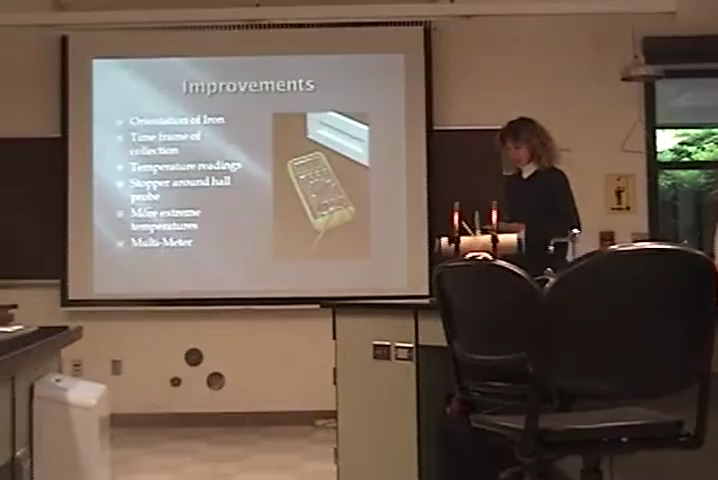 Improvements
Orientation of Iron
Time frame of
collection
Temperature readings
Stopper around hall
probe
More extreme
temperatures
Multi-Meter